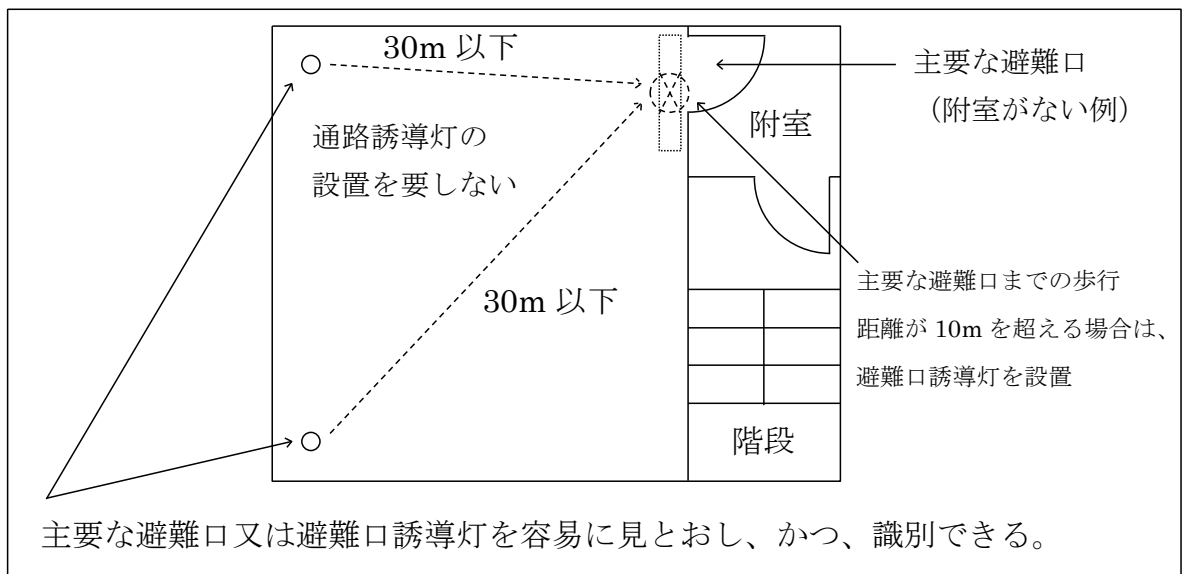 30m 以下
主要な避難口
（附室がない例）
附室
通路誘導灯の
設置を要しない
30m 以下
主要な避難口までの歩行
距離が 10m を超える場合は、
避難口誘導灯を設置
階段
主要な避難口又は避難口誘導灯を容易に見とおし、かつ、識別できる。